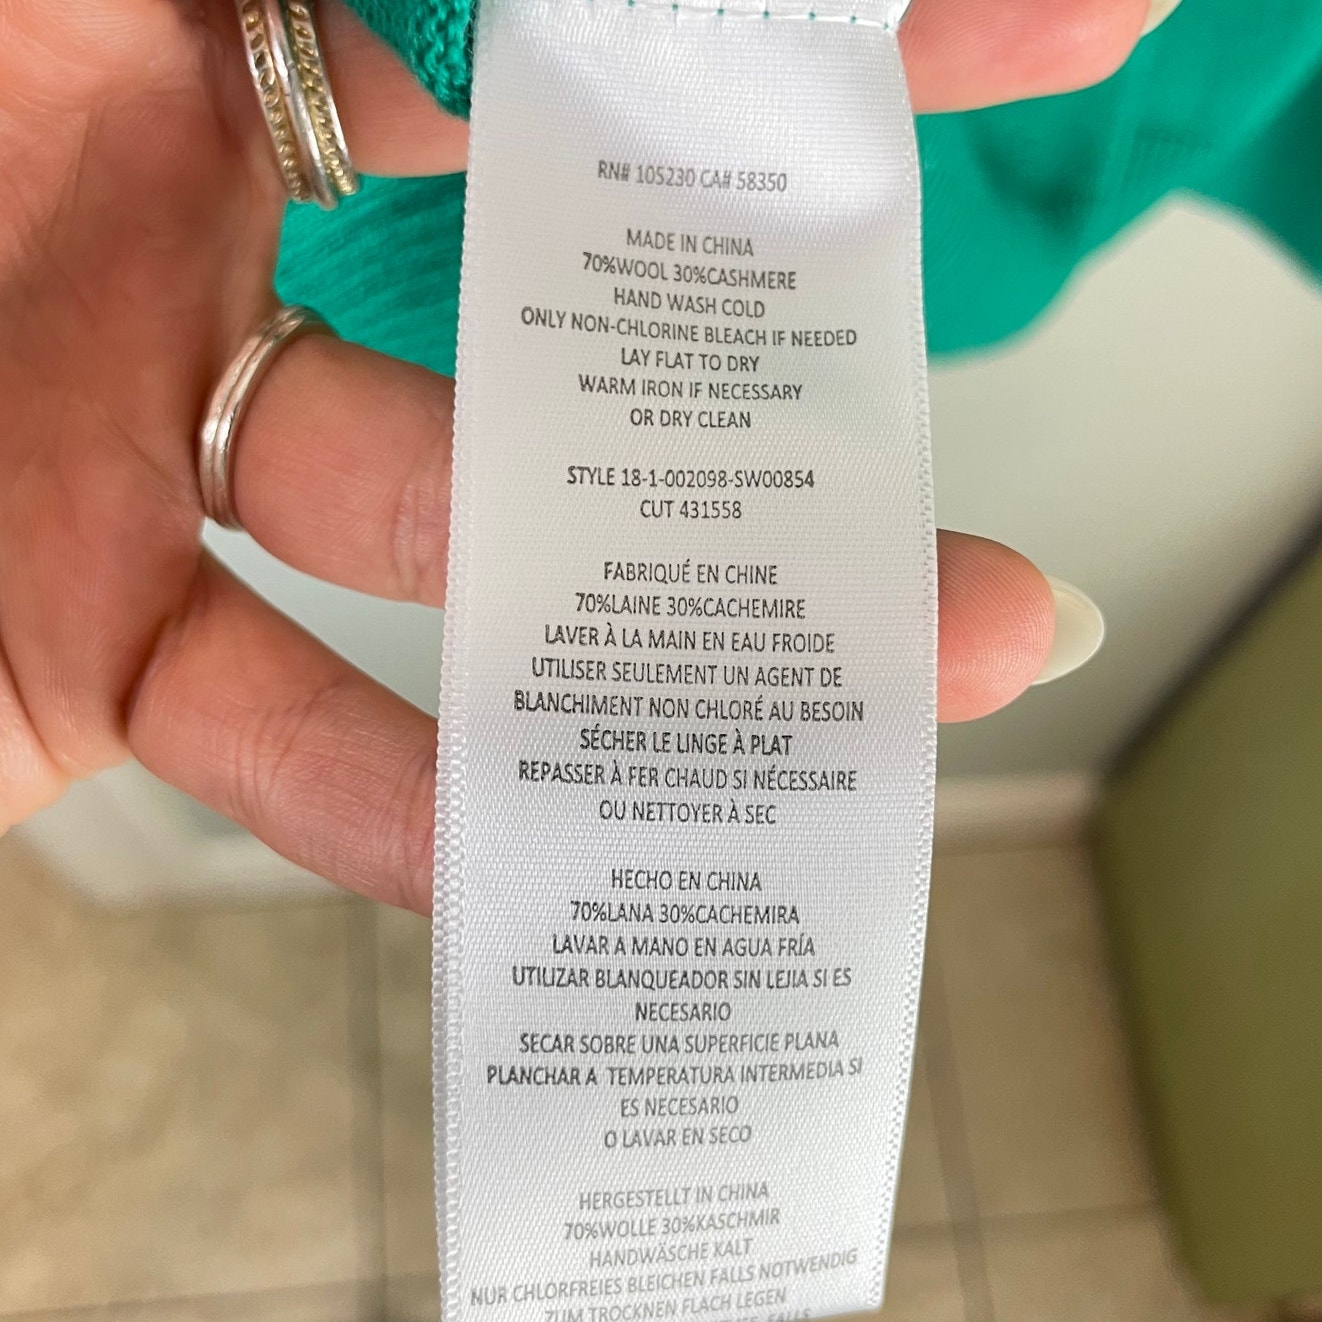 RN# 105230 CA# 58350
MADE IN CHINA
70%WOOL 30%CASHMERE
HAND WASH COLD
ONLY NON-CHLORINE BLEACH IF NEEDED
LAY FLAT TO DRY
WARM IRON IF NECESSARY
OR DRY CLEAN
STYLE 18-1-002098-SW00854
CUT 431558
FABRIQUÉ EN CHINE
70%LAINE 30%CACHEMIRE
LAVER À LA MAIN EN EAU FROIDE
UTILISER SEULEMENT UN AGENT DE
BLANCHIMENT NON CHLORÉ AU BESOIN
SÉCHER LE LINGE À PLAT
REPASSER À FER CHAUD SI NÉCESSAIRE
OU NETTOYER À SEC
HECHO EN CHINA
70%LANA 30%CACHEMIRA
LAVAR A MANO EN AGUA FRÍA
UTILIZAR BLANQUEADOR SIN LEJIA SI ES
NECESARIO
SECAR SOBRE UNA SUPERFICIE PLANA
PLANCHAR A TEMPERATURA INTERMEDIA SI
ES NECESARIO
O LAVAR EN SECO
HERGESTELLT IN CHINA
70%WOLLE 30%KASCHMIR
HANDWÄSCHE KALT
NUR CHLORFREIES BLEICHEN FALLS NOTWENDIG
ZUM TROCKNEN FLACH LEGEN
FALLS